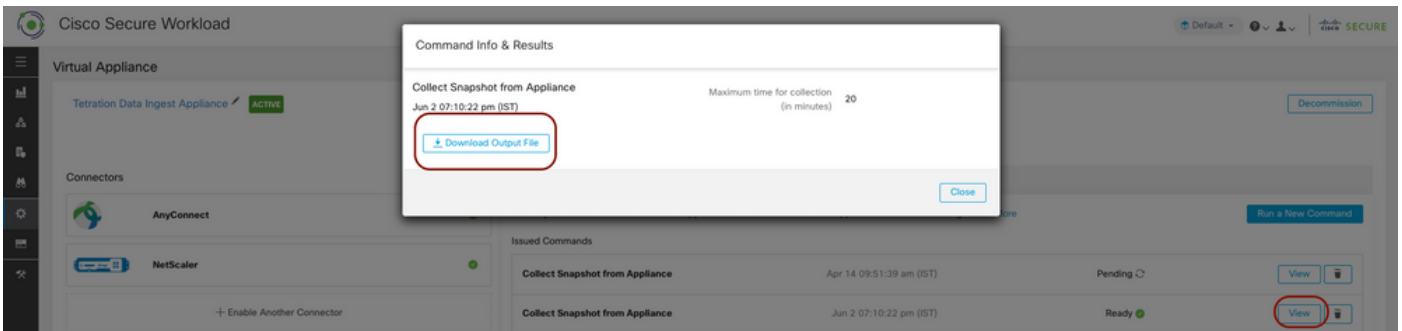 Cisco Secure Workload
Default
SECURE
Virtual Appliance
Tetration Data Ingest Appliance
ACTIVE
Decommission
Command Info & Results
Collect Snapshot from Appliance
Jun 2 07:10:22 pm (IST)
Maximum time for collection
(in minutes)
20
Download Output File
Close
Connectors
AnyConnect
NetScaler
+ Enable Another Connector
ore
Run a New Command
Issued Commands
Collect Snapshot from Appliance
Apr 14 09:51:39 am (IST)
Pending
View
Collect Snapshot from Appliance
Jun 2 07:10:22 pm (IST)
Ready
View